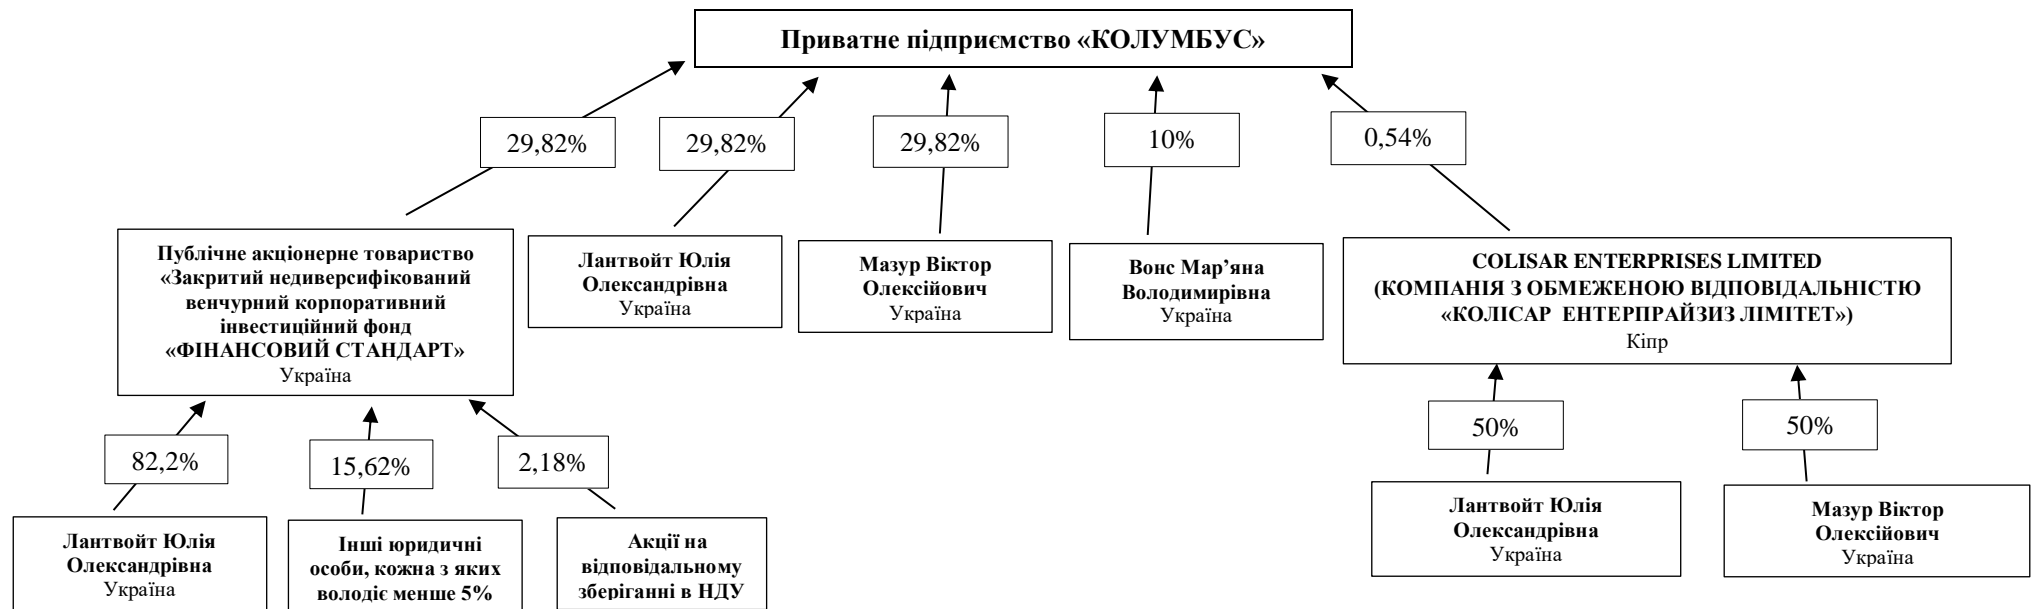 Приватне підприємство «КОЛУМБУС»
29,82%
29,82%
29,82%
10%
0,54%
Публічне акціонерне товариство
«Закритий недиверсифікований
венчурний корпоративний
інвестиційний фонд
«ФІНАНСОВИЙ СТАНДАРТ»
Україна
Лантвойт Юлія
Олександрівна
Україна
Мазур Віктор
Олексійович
Україна
Вонс Мар’яна
Володимирівна
Україна
COLISAR ENTERPRISES LIMITED
(КОМПАНІЯ З ОБМЕЖЕНОЮ ВІДПОВІДАЛЬНІСТЮ
«КОЛІСАР ЕНТЕРПРАЙЗИЗ ЛІМІТЕТ»)
Кіпр
82,2%
15,62%
2,18%
50%
50%
Лантвойт Юлія
Олександрівна
Україна
Інші юридичні
особи, кожна з яких
володіє менше 5%
Акції на
відповідальному
зберіганні в НДУ
Лантвойт Юлія
Олександрівна
Україна
Мазур Віктор
Олексійович
Україна